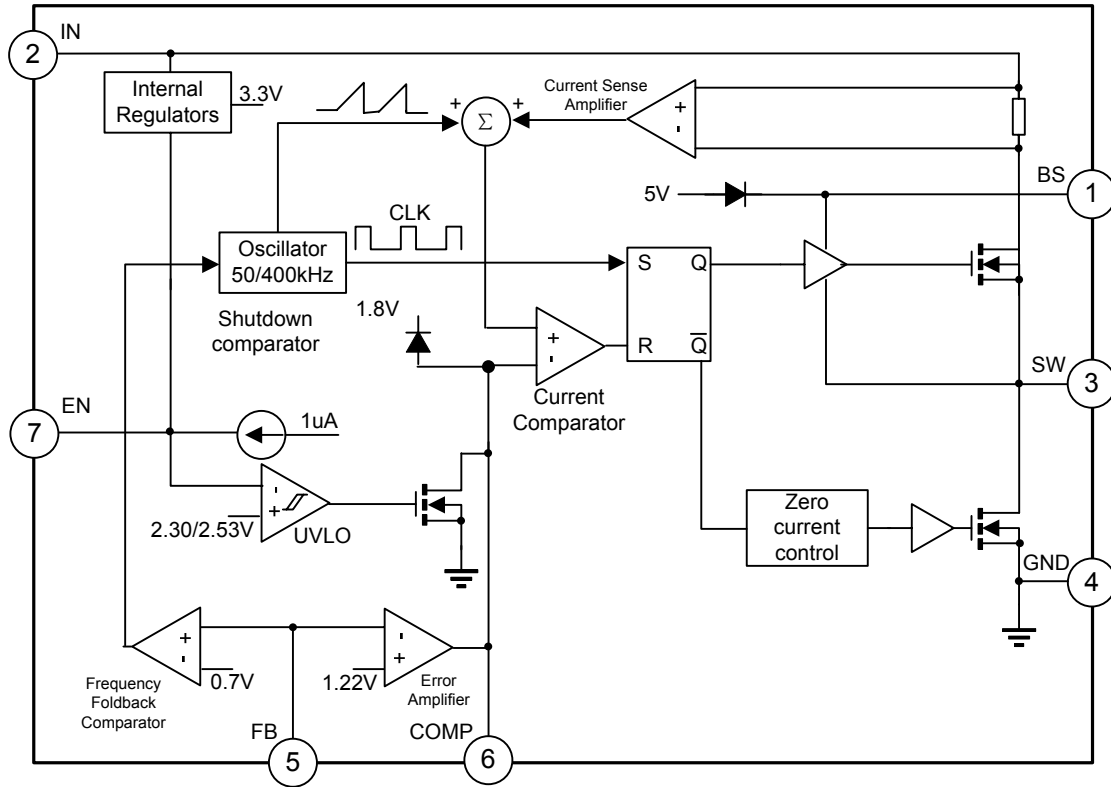 2
IN
Internal
Regulators
3.3V
+
Σ
+
Current Sense
Amplifier
+
-
BS
1
5V
CLK
Oscillator
50/400kHz
S
Q
R
Q̅
Shutdown
comparator
1.8V
+
-
Current
Comparator
SW
3
EN
7
1uA
-
+
2.30/2.53V
UVLO
Zero
current
control
GND
4
+
-
0.7V
Frequency
Foldback
Comparator
-
+
1.22V
Error
Amplifier
FB
5
COMP
6